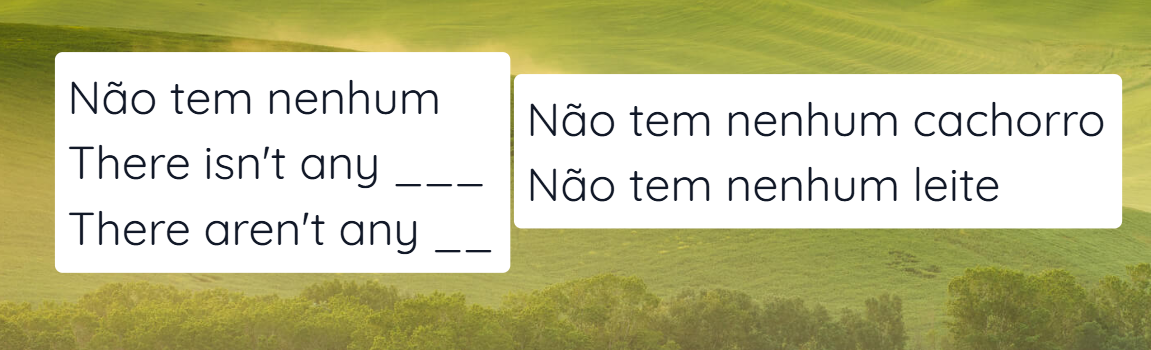 Não tem nenhum
There isn't any ___
There aren't any __
Não tem nenhum cachorro
Não tem nenhum leite